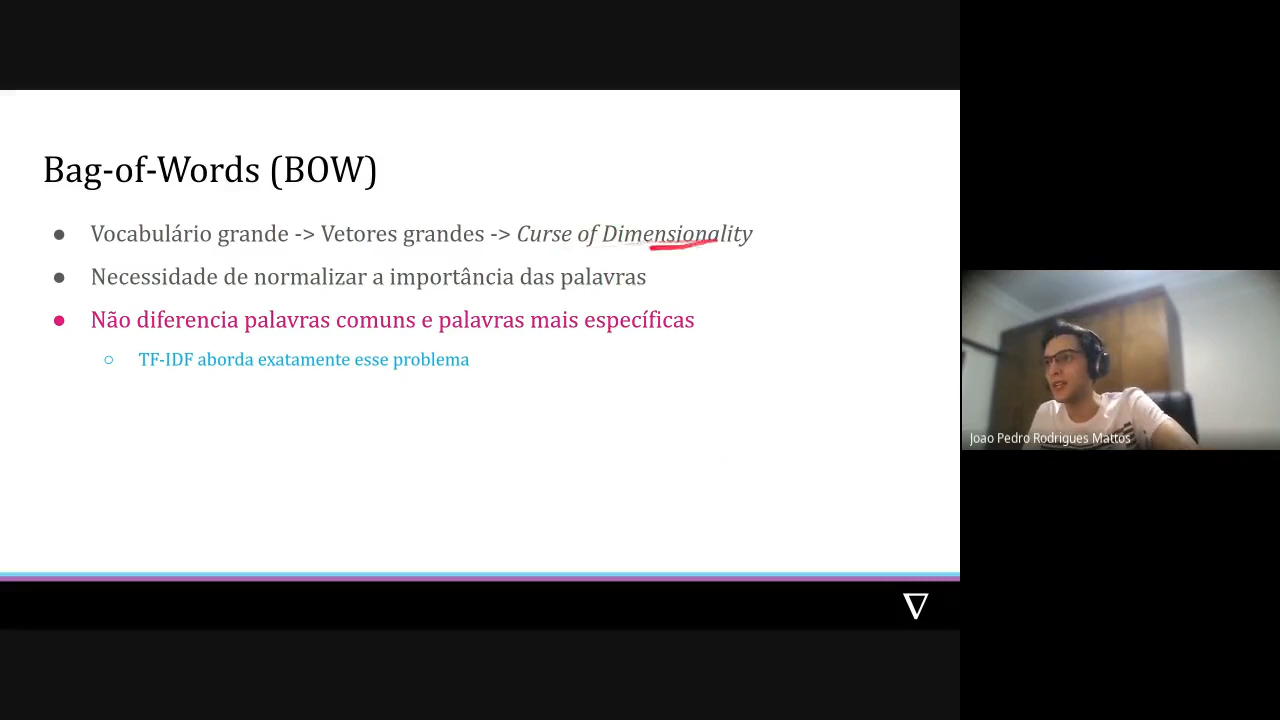 Bag-of-Words (BOW)
Vocabulário grande -> Vetores grandes -> Curse of Dimensionality
Necessidade de normalizar a importância das palavras
Não diferencia palavras comuns e palavras mais específicas
TF-IDF aborda exatamente esse problema
Joao Pedro Rodrigues Mattos